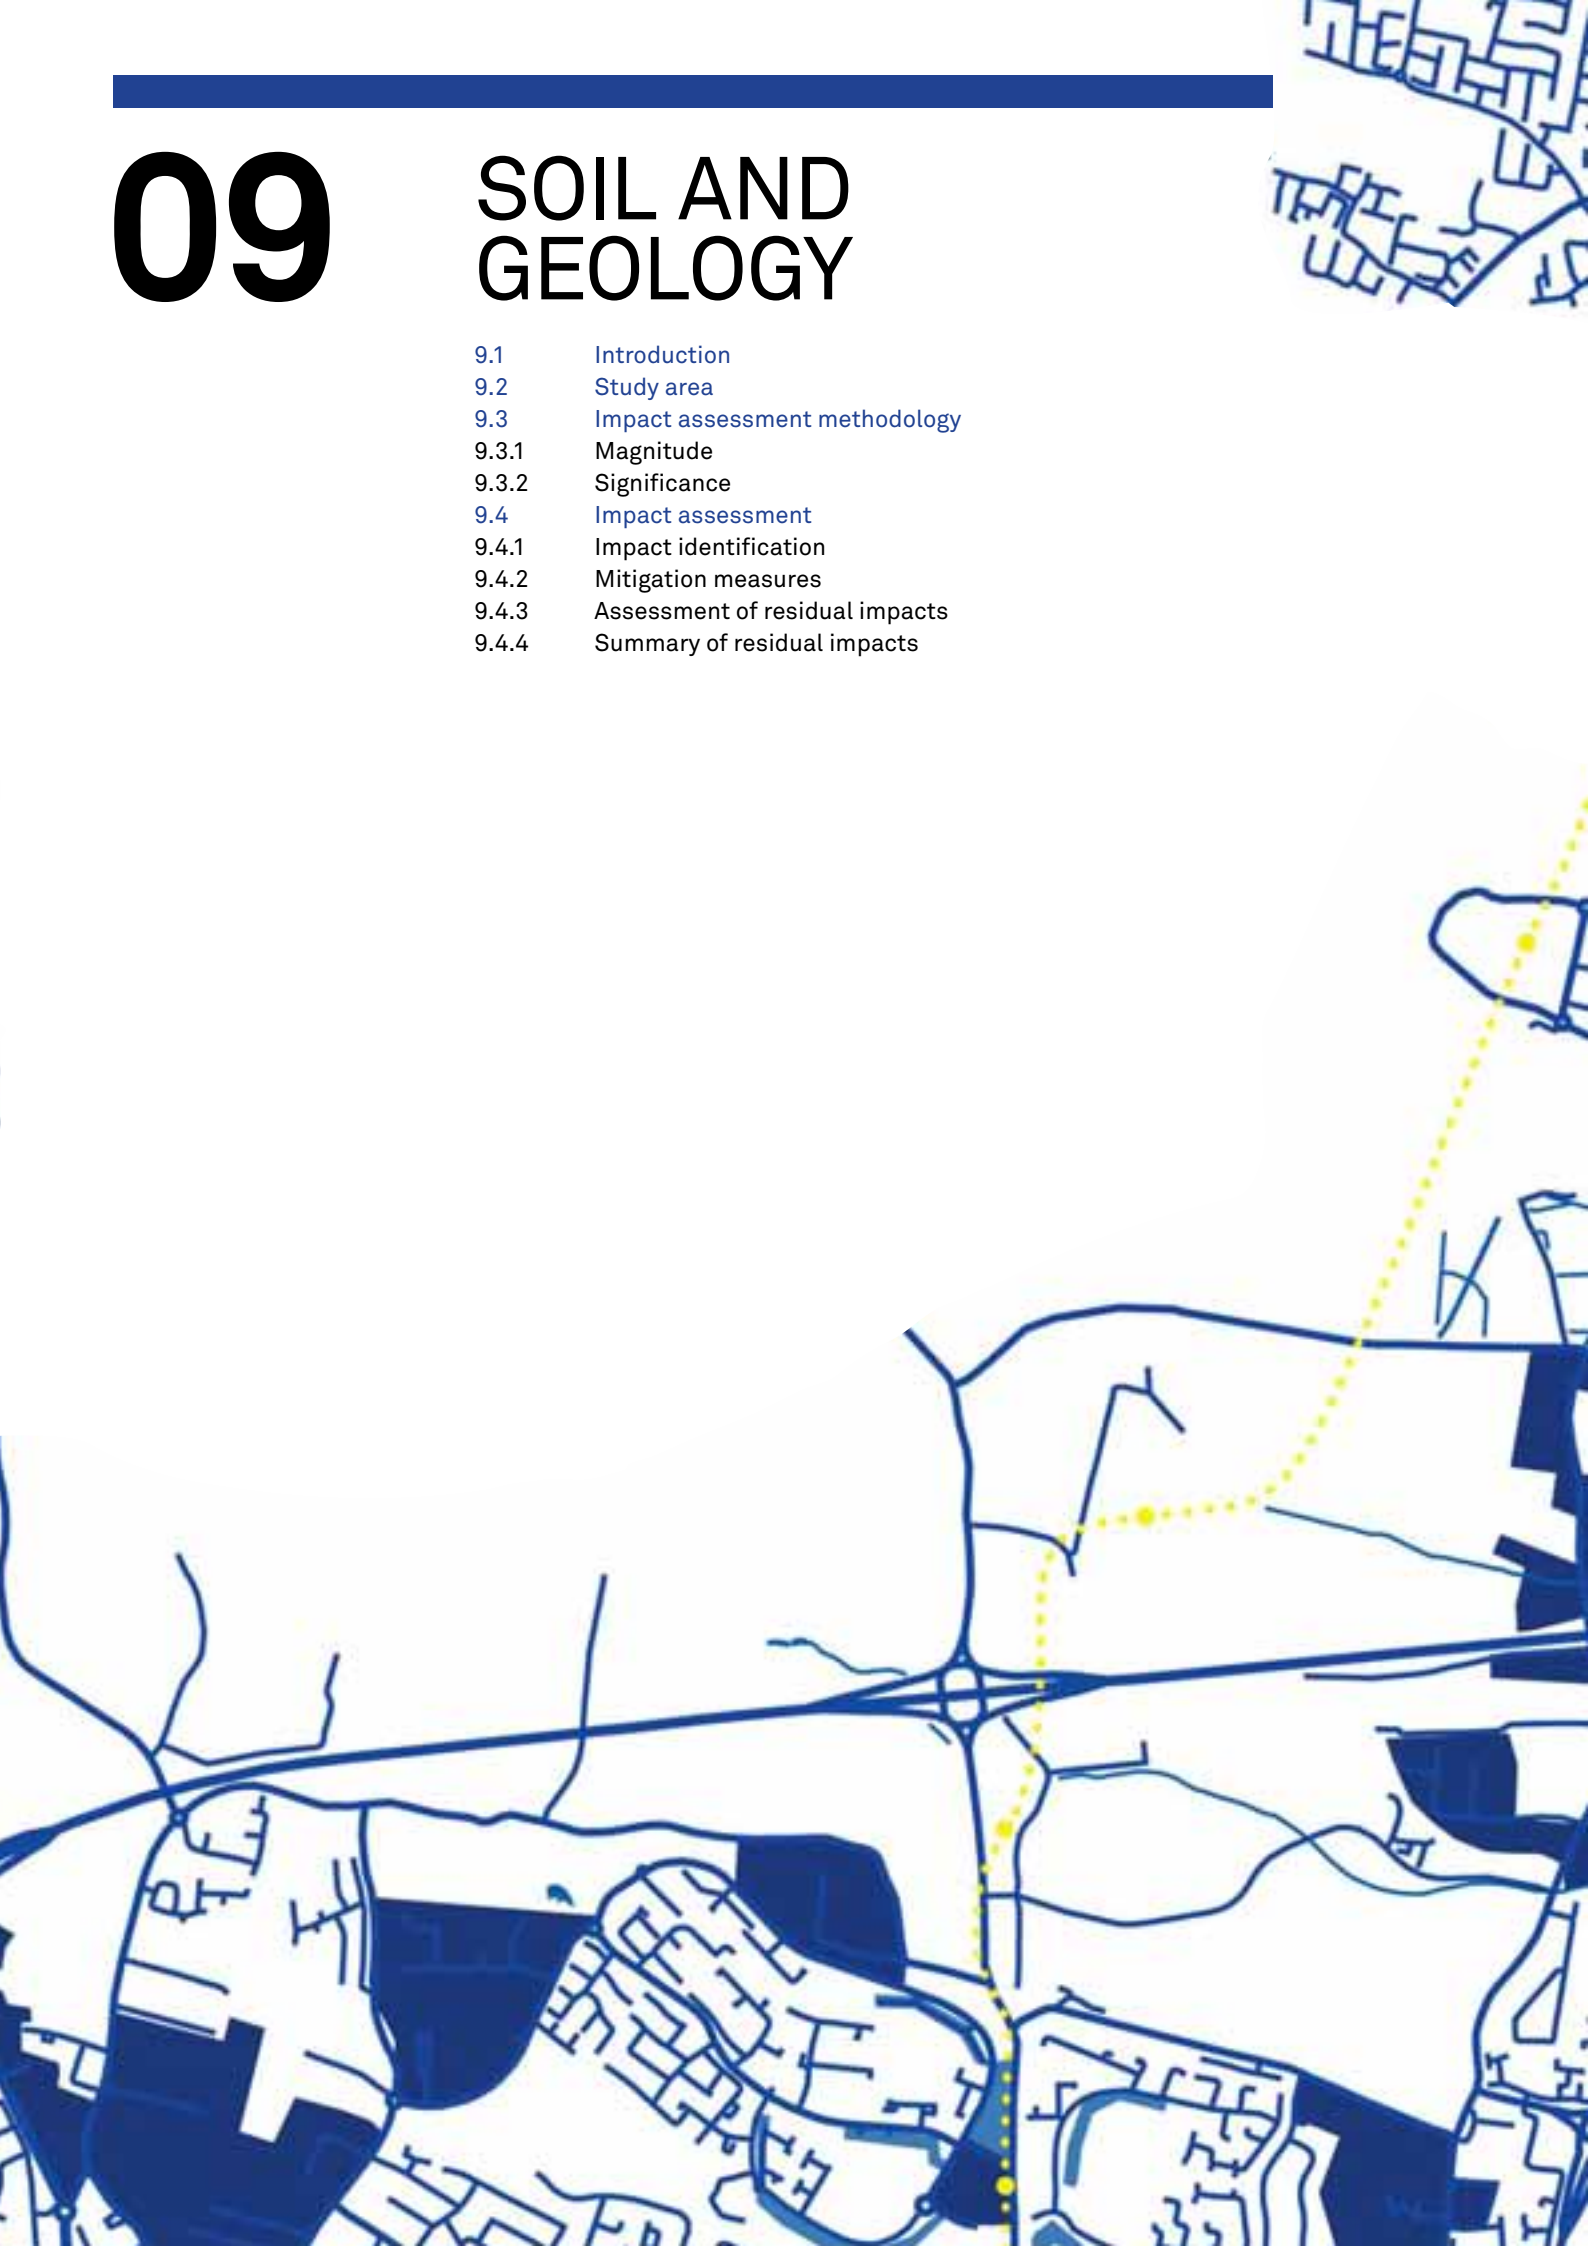 09
SOIL AND
GEOLOGY
9.1 Introduction
9.2 Study area
9.3 Impact assessment methodology
9.3.1 Magnitude
9.3.2 Significance
9.4 Impact assessment
9.4.1 Impact identification
9.4.2 Mitigation measures
9.4.3 Assessment of residual impacts
9.4.4 Summary of residual impacts